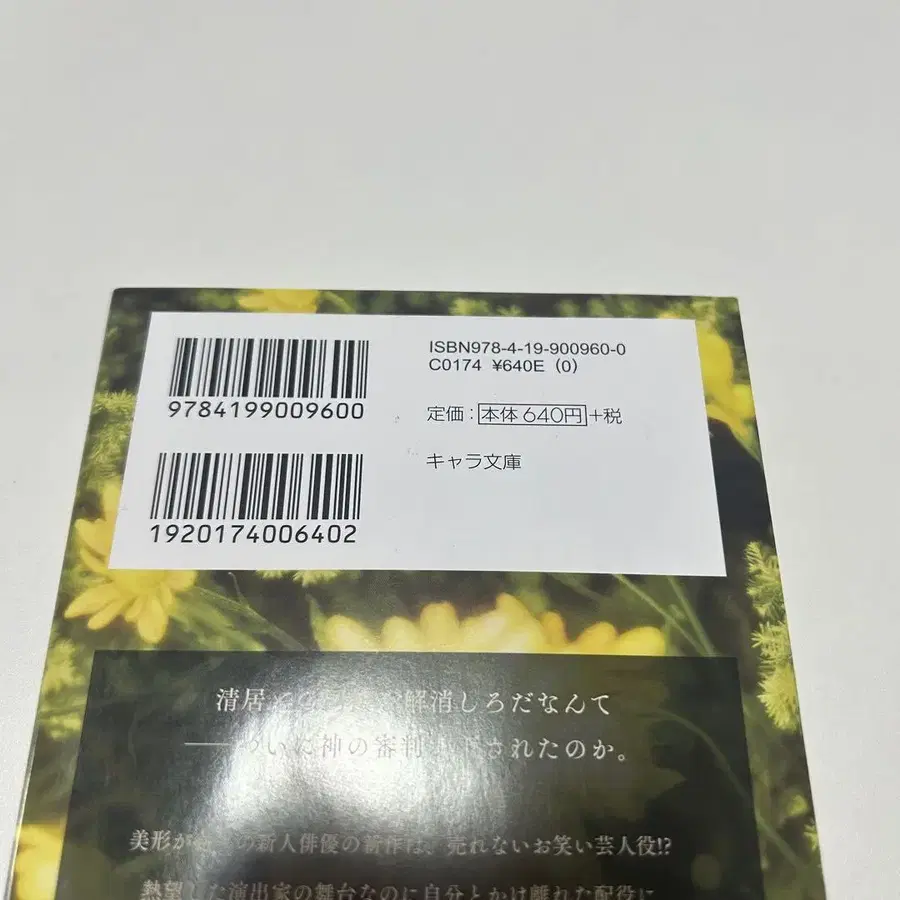 ISBN978-4-19-900960-0
C0174 ¥640E (0)
9784199009600
定価：本体640円+税
キャラ文庫
1920174006402
清居 解消しろだなんて
――ついに神の審判 されたのか。
美形が の新人俳優の新作は、売れないお笑い芸人役!?
熱望した演出家の舞台なのに自分とかけ離れた配役に